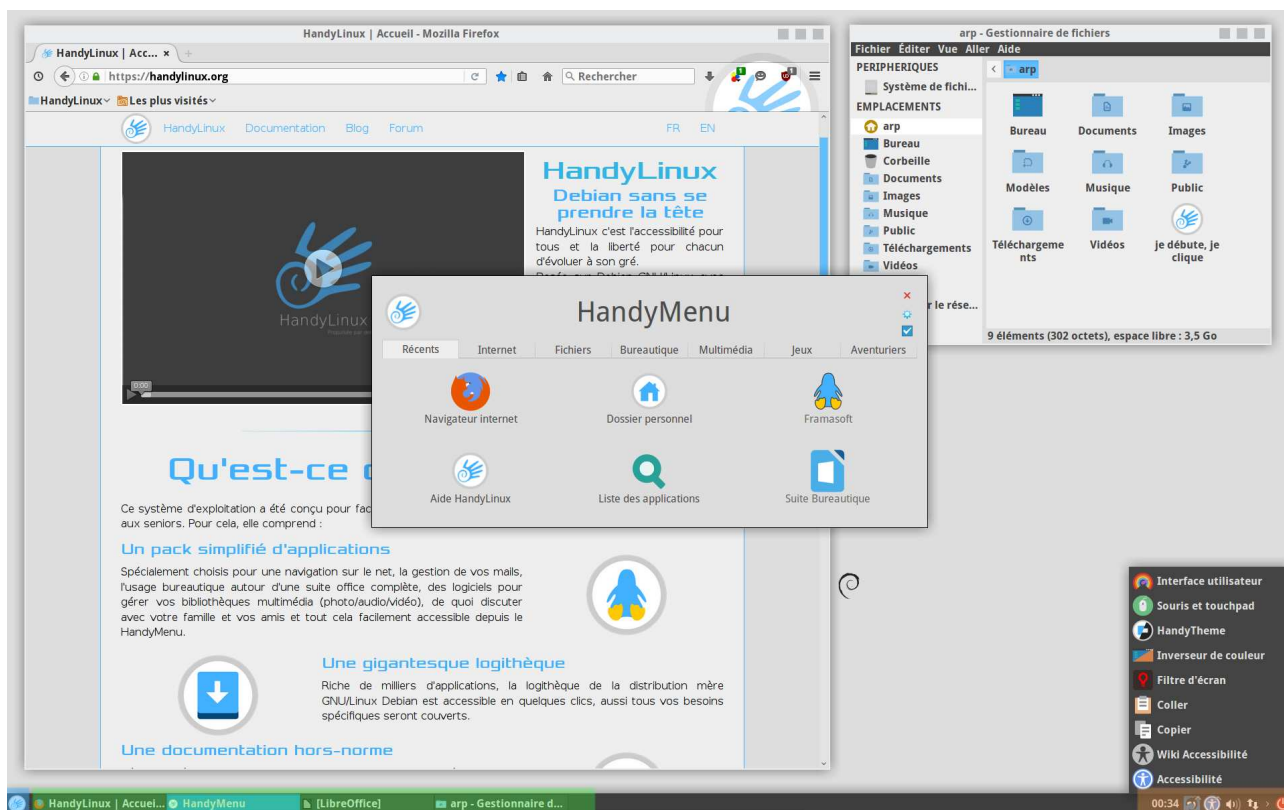 HandyLinux | Accueil - Mozilla Firefox
HandyLinux | Acc...
https://handylinux.org
Rechercher
HandyLinux
Les plus visités
HandyLinux Documentation Blog Forum FR EN
HandyLinux
0:00
HandyLinux
Debian sans se
prendre la tête
HandyLinux c'est l'accessibilité pour
tous et la liberté pour chacun
d'évoluer à son gré.
Qu'est-ce
Ce système d'exploitation a été conçu pour
aux seniors. Pour cela, elle comprend :
Un pack simplifié d'applications
Spécialement choisis pour une navigation sur le net, la gestion de vos mails,
l'usage bureautique autour d'une suite office complète, des logiciels pour
gérer vos bibliothèques multimédia (photo/audio/vidéo), de quoi discuter
avec votre famille et vos amis et tout cela facilement accessible depuis le
HandyMenu.
Une gigantesque logithèque
Riche de milliers d'applications, la logithèque de la distribution mère
GNU/Linux Debian est accessible en quelques clics, aussi tous vos besoins
spécifiques seront couverts.
Une documentation hors-norme
arp - Gestionnaire de fichiers
Fichier Éditer Vue Aller Aide
PERIPHERIQUES
Système de fichi...
EMPLACEMENTS
arp
Bureau
Corbeille
Documents
Images
Musique
Public
Téléchargements
Vidéos
r le rése...
arp
Bureau
Documents
Images
Modèles
Musique
Public
Téléchargeme
nts
Vidéos
je débute, je
clique
9 éléments (302 octets), espace libre : 3,5 Go
HandyMenu
Récents Internet Fichiers Bureautique Multimédia Jeux Aventuriers
Navigateur internet
Dossier personnel
Framasoft
Aide HandyLinux
Liste des applications
Suite Bureautique
Interface utilisateur
Souris et touchpad
HandyTheme
Inverseur de couleur
Filtre d'écran
Coller
Copier
Wiki Accessibilité
Accessibilité
HandyLinux | Accuei...
HandyMenu
[LibreOffice]
arp - Gestionnaire d...
00:34